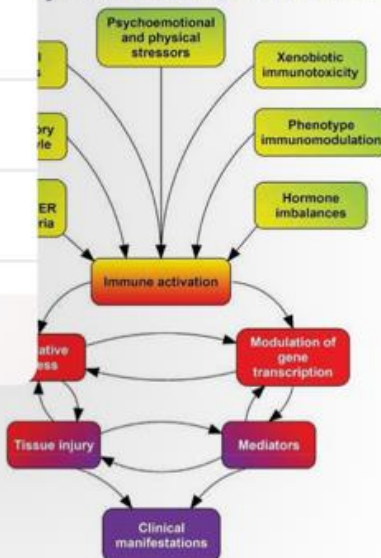 Psychoemotional
and physical
stressors
Xenobiotic
immunotoxicity
Phenotype
immunomodulation
ER
Hormone
imbalances
Immune activation
Modulation of
gene
transcription
Tissue injury
Mediators
Clinical
manifestations